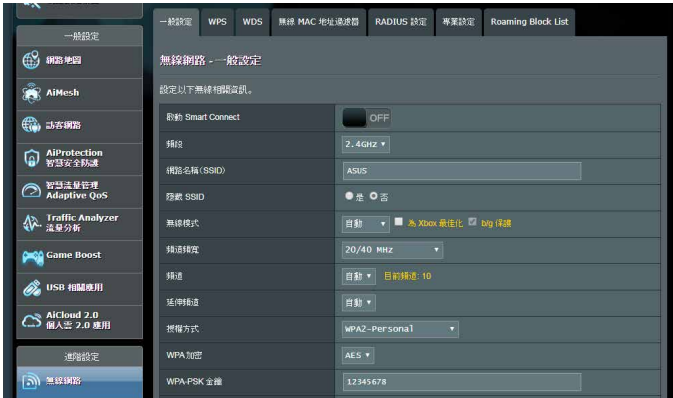 一般設定
網路地圖
AiMesh
訪客網路
AiProtection
智慧安全防護
智慧流量管理
Adaptive QoS
Traffic Analyzer
流量分析
Game Boost
USB 相關應用
AiCloud 2.0
個人雲 2.0 應用
進階設定
無線網路
一般設定 WPS WDS 無線 MAC 地址過濾器 RADIUS 設定 專業設定 Roaming Block List
無線網路 - 一般設定
設定以下無線相關資訊。
啟動 Smart Connect OFF
頻段 2.4GHz
網路名稱(SSID) ASUS
隱藏 SSID 是 否
無線模式 自動 為 Xbox 最佳化 b/g 保護
頻道頻寬 20/40 MHz
頻道 自動 目前頻道: 10
延伸頻道 自動
授權方式 WPA2-Personal
WPA加密 AES
WPA-PSK 金鑰 12345678